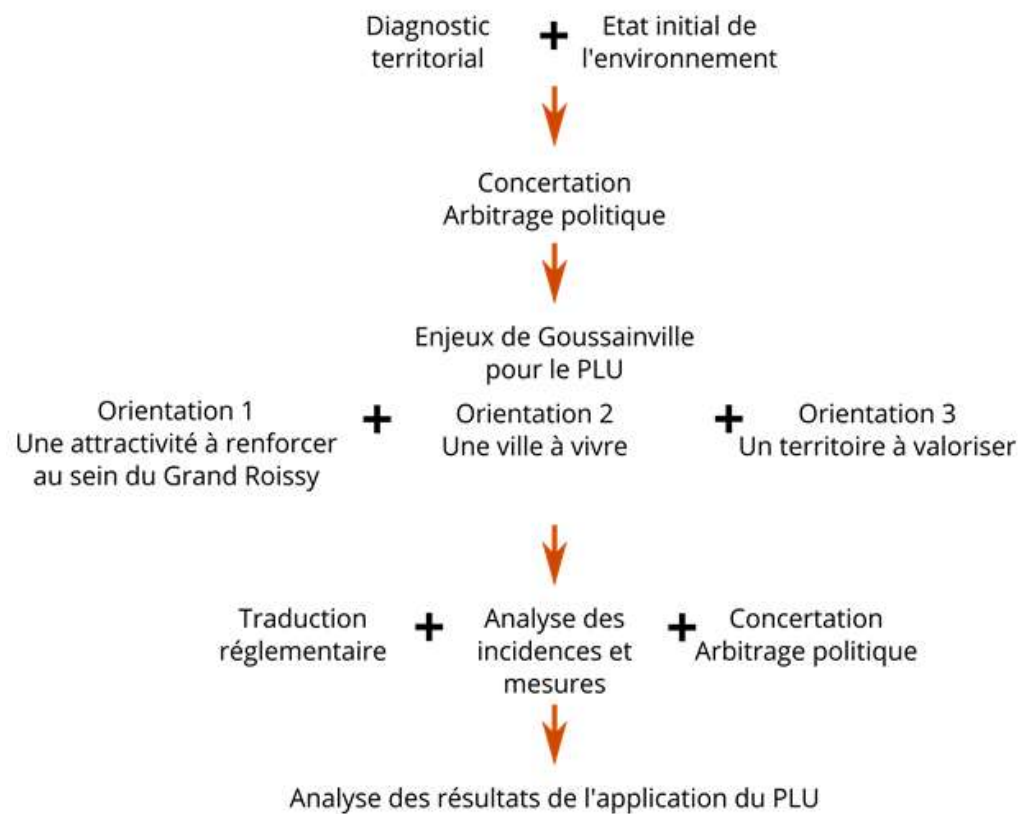 Diagnostic
territorial
+
Etat initial de
l'environnement
Concertation
Arbitrage politique
Enjeux de Goussainville
pour le PLU
Orientation 1
Une attractivité à renforcer
au sein du Grand Roissy
+
Orientation 2
Une ville à vivre
+
Orientation 3
Un territoire à valoriser
Traduction
réglementaire
+
Analyse des
incidences et
mesures
+
Concertation
Arbitrage politique
Analyse des résultats de l'application du PLU